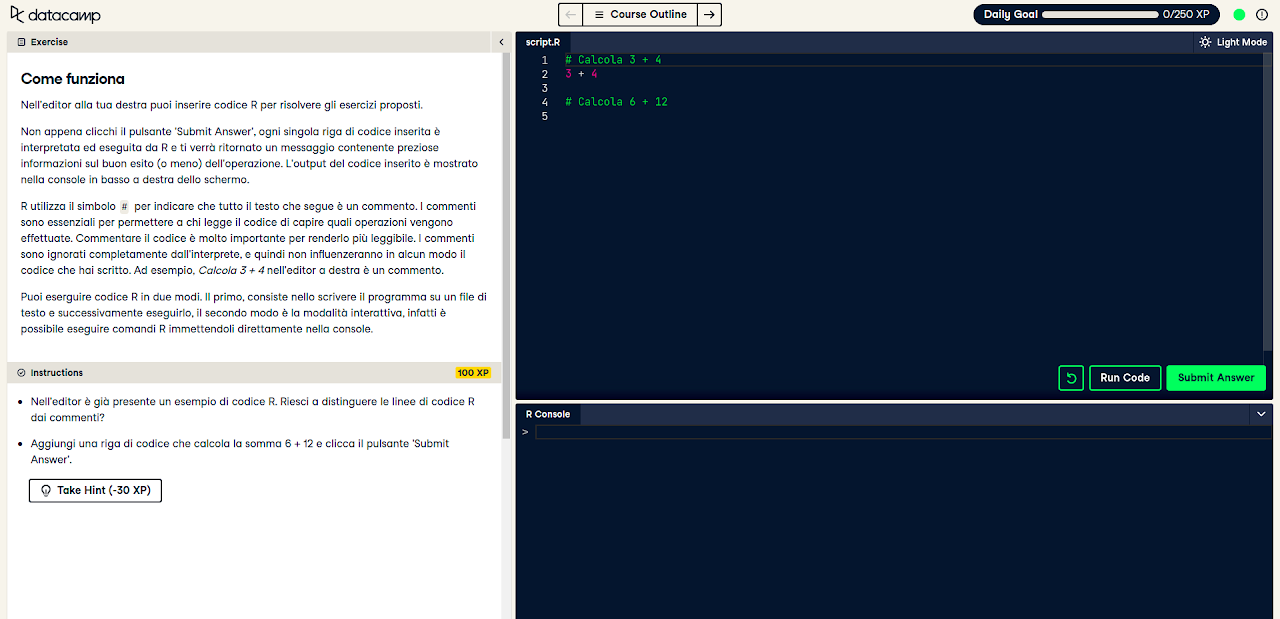 datacamp
Course Outline
Daily Goal 0/250 XP
Exercise
Come funziona
Nell'editor alla tua destra puoi inserire codice R per risolvere gli esercizi proposti.
Non appena clicchi il pulsante 'Submit Answer', ogni singola riga di codice inserita è
interpretata ed eseguita da R e ti verrà ritornato un messaggio contenente preziose
informazioni sul buon esito (o meno) dell'operazione. L'output del codice inserito è mostrato
nella console in basso a destra dello schermo.
R utilizza il simbolo # per indicare che tutto il testo che segue è un commento. I commenti
sono essenziali per permettere a chi legge il codice di capire quali operazioni vengono
effettuate. Commentare il codice è molto importante per renderlo più leggibile. I commenti
sono ignorati completamente dall'interprete, e quindi non influenzeranno in alcun modo il
codice che hai scritto. Ad esempio, Calcola 3 + 4 nell'editor a destra è un commento.
Puoi eserguire codice R in due modi. Il primo, consiste nello scrivere il programma su un file di
testo e successivamente eseguirlo, il secondo modo è la modalità interattiva, infatti è
possibile eseguire comandi R immettendoli direttamente nella console.
Instructions 100 XP
Nell'editor è già presente un esempio di codice R. Riesci a distinguere le linee di codice R
dai commenti?
Aggiungi una riga di codice che calcola la somma 6 + 12 e clicca il pulsante 'Submit
Answer'.
Take Hint (-30 XP)
script.R
Light Mode
1 # Calcola 3 + 4
2 3 + 4
3
4 # Calcola 6 + 12
5
Run Code
Submit Answer
R Console
>